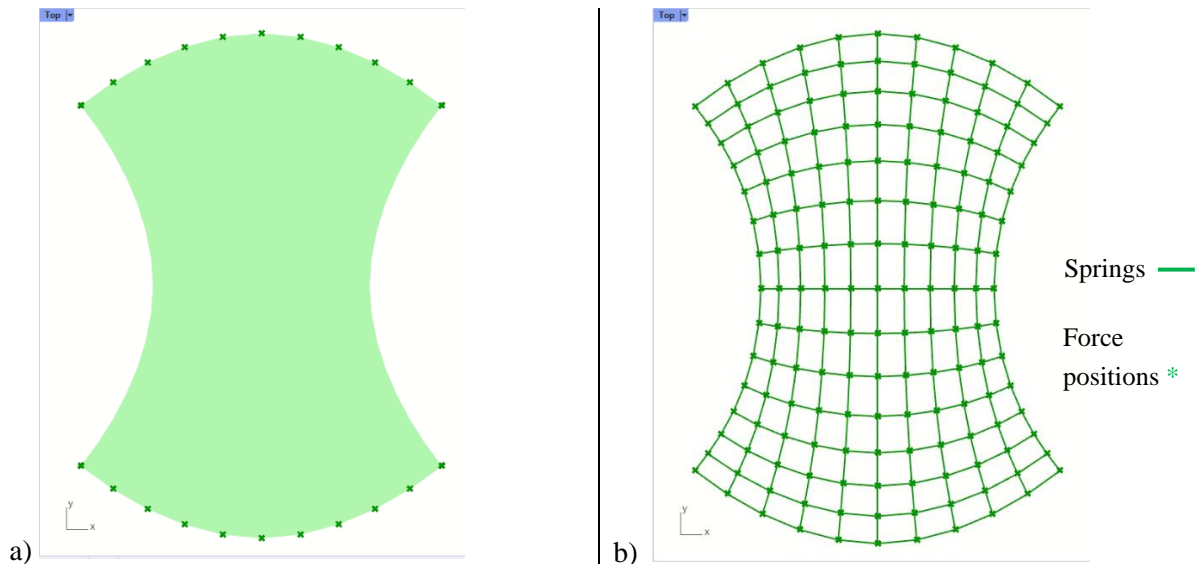 Top
y
x
a)
Top
y
x
b)
Springs
Force
positions *